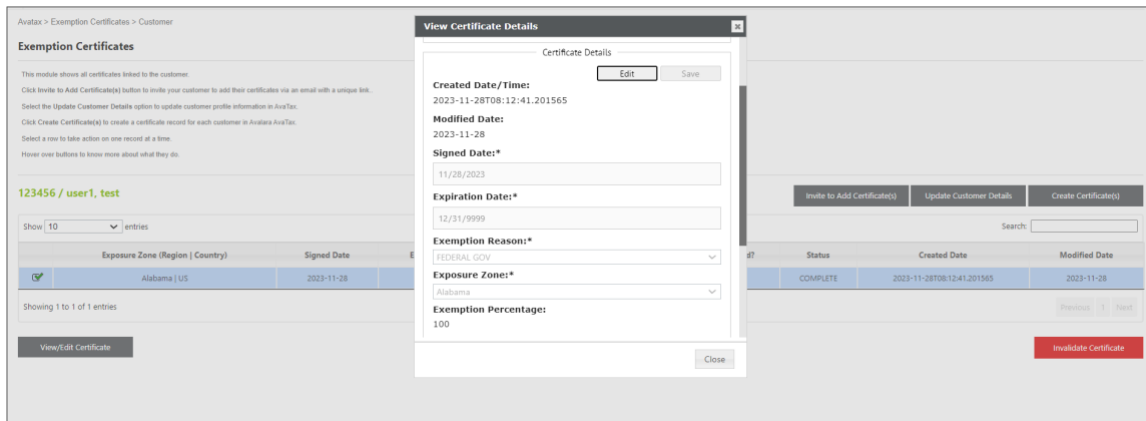 Avatax > Exemption Certificates > Customer
Exemption Certificates
This module shows all certificates linked to the customer.
Click Invite to Add Certificate(s) button to invite your customer to add their certificates via an email with a unique link.
Select the Update Customer Details option to update customer profile information in AvaTax.
Click Create Certificate(s) to create a certificate record for each customer in Avalara AvaTax.
Select a row to take action on one record at a time.
Hover over buttons to know more about what they do.
123456 / user1, test
Invite to Add Certificate(s) Update Customer Details Create Certificate(s)
Show 10 entries
Search:
Exposure Zone (Region | Country) Signed Date E d? Status Created Date Modified Date
Alabama | US 2023-11-28 COMPLETE 2023-11-28T08:12:41.201565 2023-11-28
Showing 1 to 1 of 1 entries
Previous 1 Next
View/Edit Certificate
Invalidate Certificate
View Certificate Details
Certificate Details
Edit Save
Created Date/Time:
2023-11-28T08:12:41.201565
Modified Date:
2023-11-28
Signed Date:*
11/28/2023
Expiration Date:*
12/31/9999
Exemption Reason:*
FEDERAL GOV
Exposure Zone:*
Alabama
Exemption Percentage:
100
Close